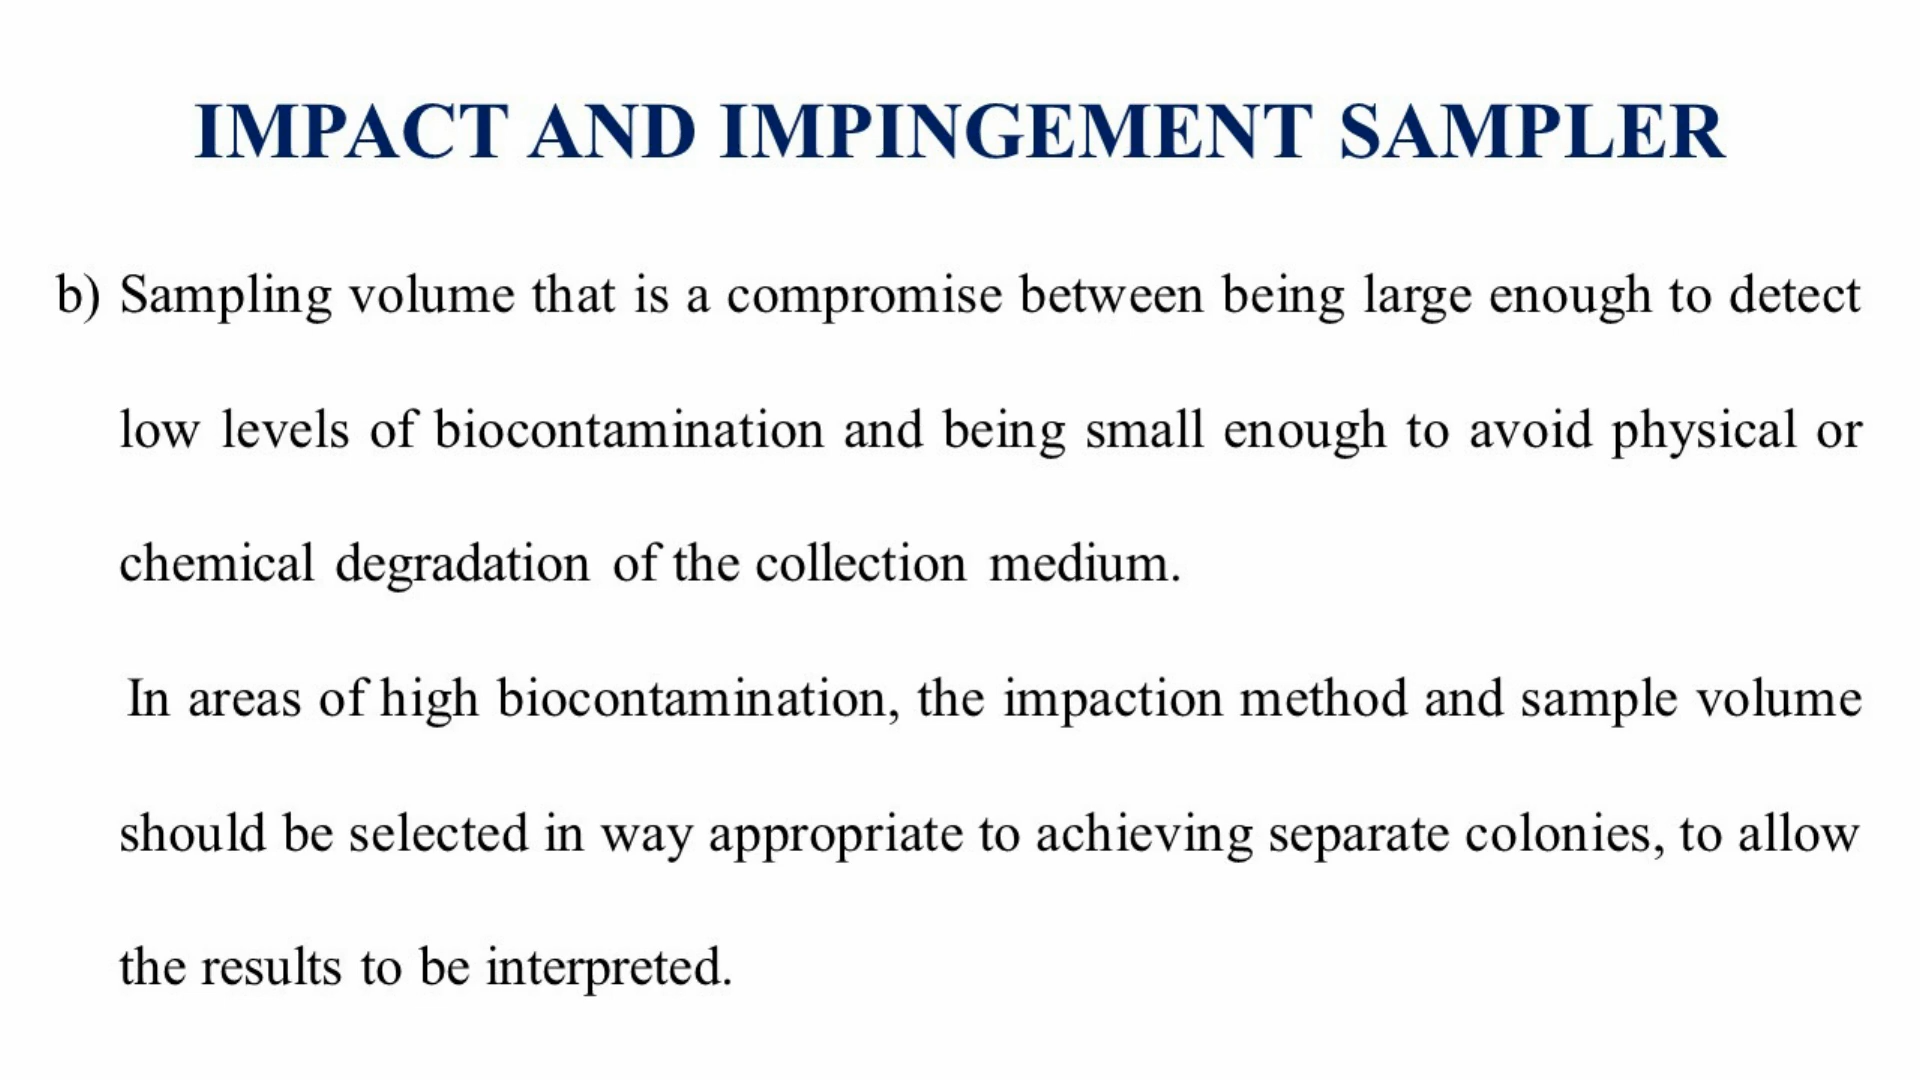 IMPACT AND IMPINGEMENT SAMPLER
b) Sampling volume that is a compromise between being large enough to detect
low levels of biocontamination and being small enough to avoid physical or
chemical degradation of the collection medium.
In areas of high biocontamination, the impaction method and sample volume
should be selected in way appropriate to achieving separate colonies, to allow
the results to be interpreted.